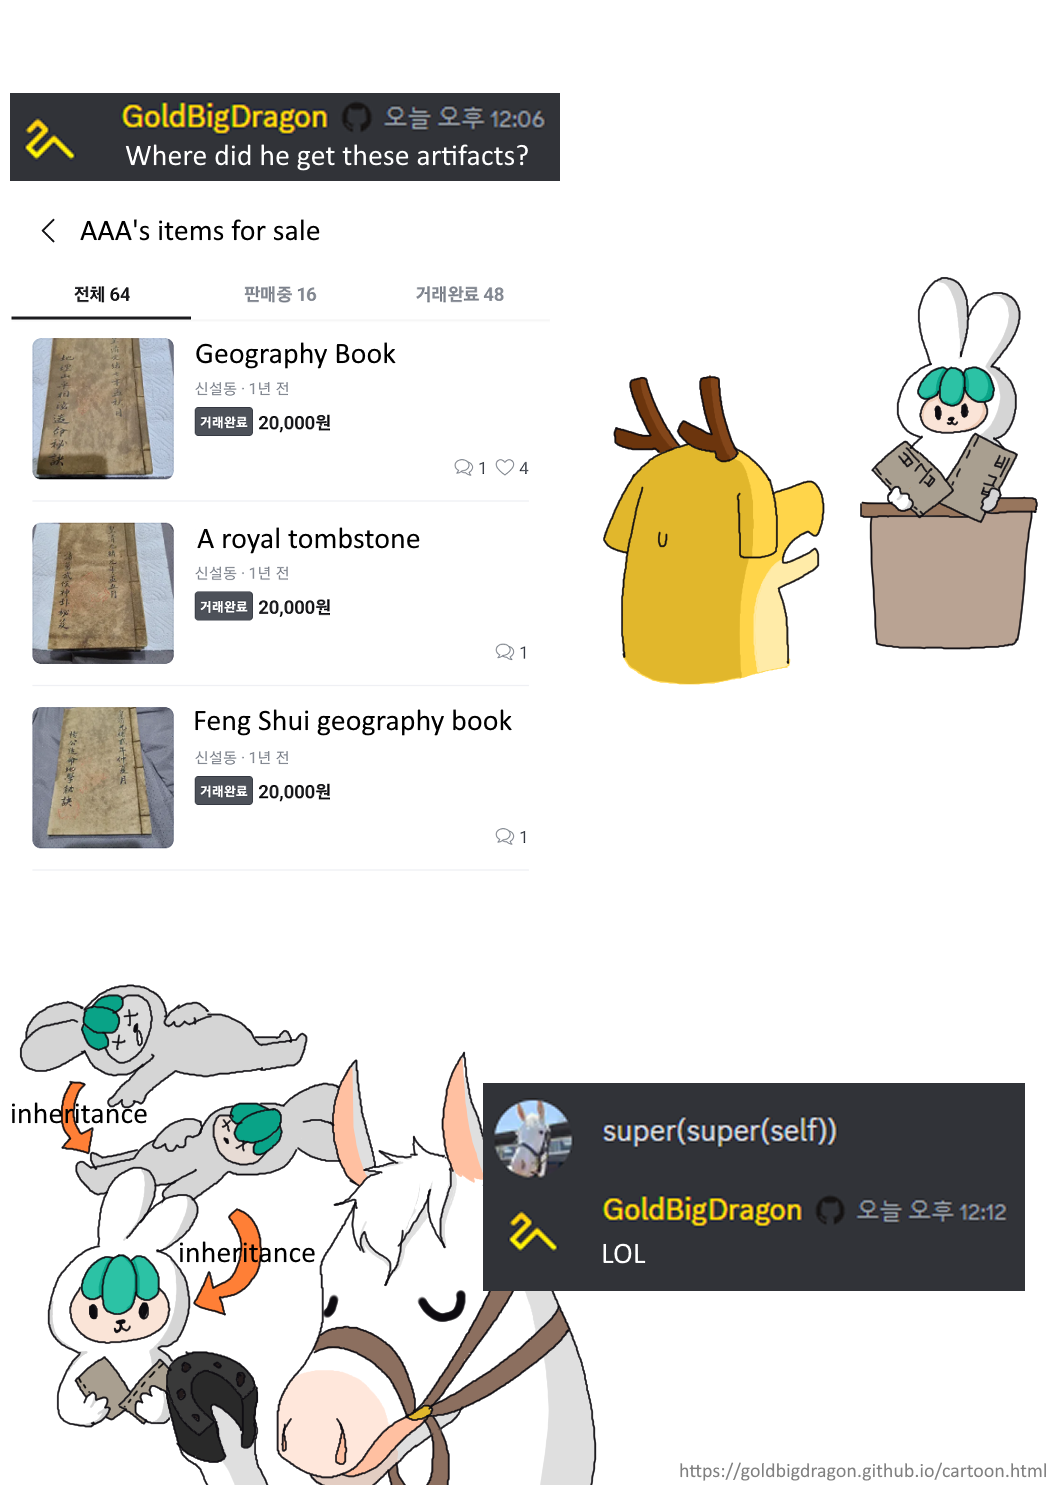 GoldBigDragon 오늘 오후 12:06
Where did he get these artifacts?
AAA's items for sale
전체 64
판매중 16
거래완료 48
Geography Book
신설동 · 1년 전
거래완료 20,000원
1 4
A royal tombstone
신설동 · 1년 전
거래완료 20,000원
1
Feng Shui geography book
신설동 · 1년 전
거래완료 20,000원
1
inheritance
inheritance
super(super(self))
GoldBigDragon 오늘 오후 12:12
LOL
https://goldbigdragon.github.io/cartoon.html